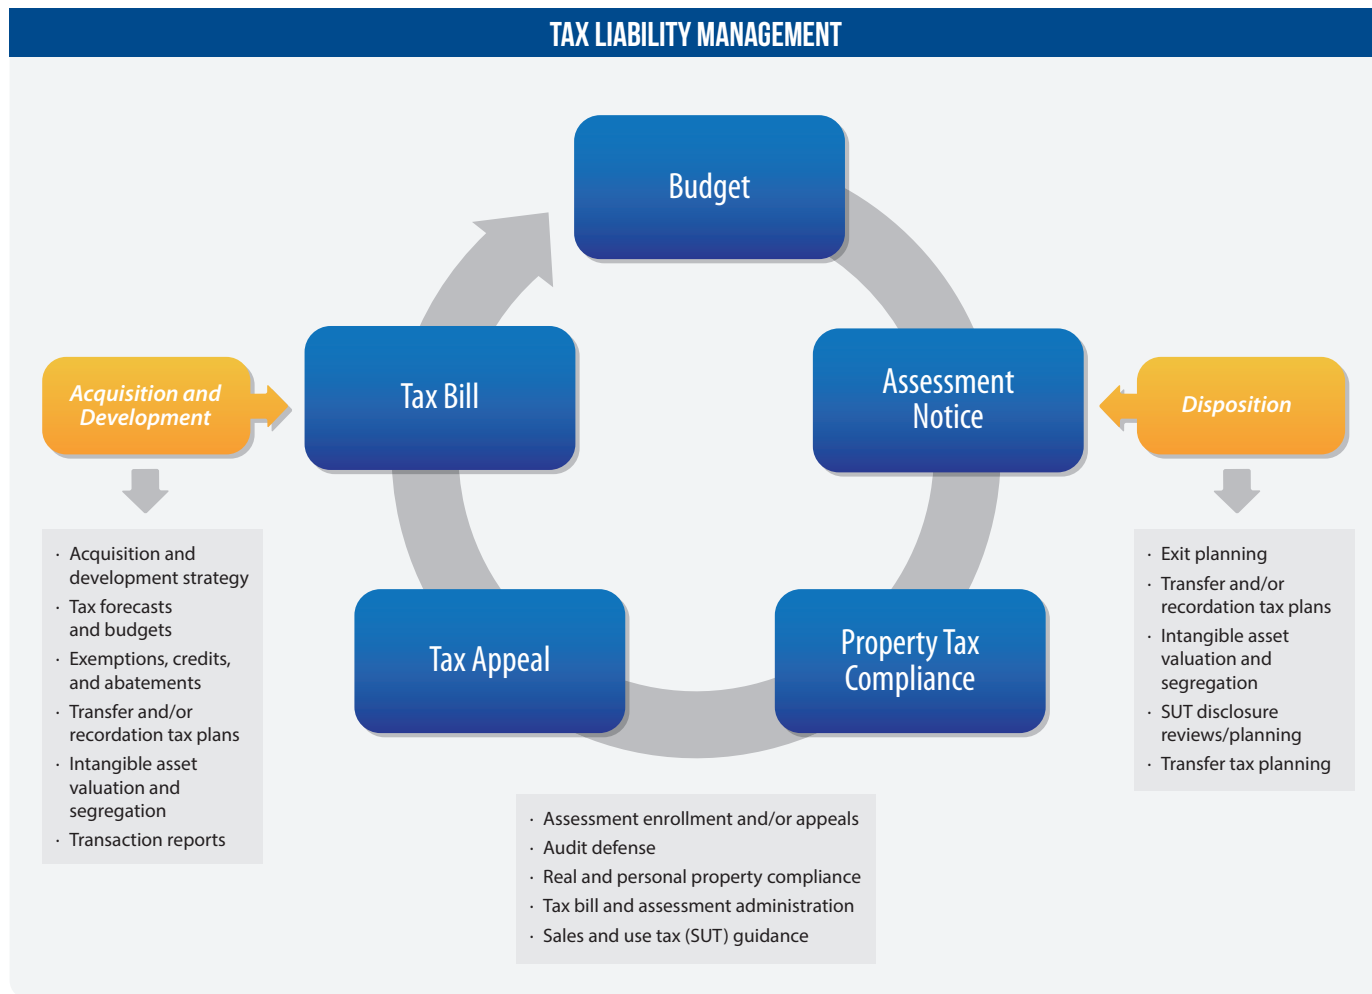 TAX LIABILITY MANAGEMENT
Budget
Tax Bill
Assessment
Notice
Acquisition and
Development
Disposition
Tax Appeal
Property Tax
Compliance
· Acquisition and
development strategy
· Tax forecasts
and budgets
· Exemptions, credits,
and abatements
· Transfer and/or
recordation tax plans
· Intangible asset
valuation and
segregation
· Transaction reports
· Exit planning
· Transfer and/or
recordation tax plans
· Intangible asset
valuation and
segregation
· SUT disclosure
reviews/planning
· Transfer tax planning
· Assessment enrollment and/or appeals
· Audit defense
· Real and personal property compliance
· Tax bill and assessment administration
· Sales and use tax (SUT) guidance